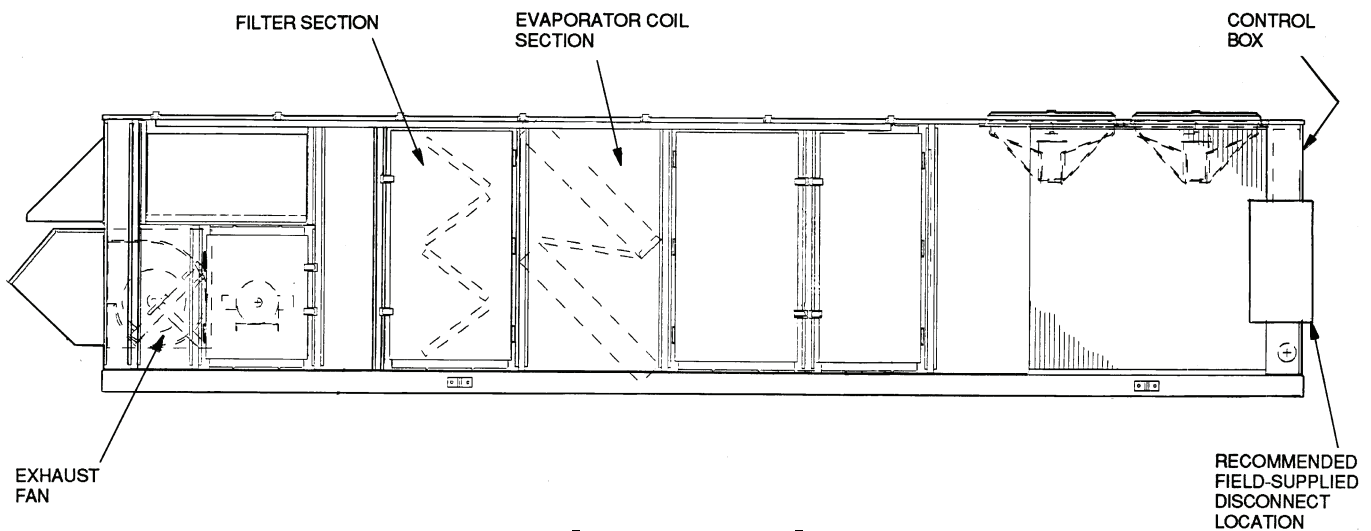 FILTER SECTION
EVAPORATOR COIL
SECTION
CONTROL
BOX
EXHAUST
FAN
RECOMMENDED
FIELD-SUPPLIED
DISCONNECT
LOCATION